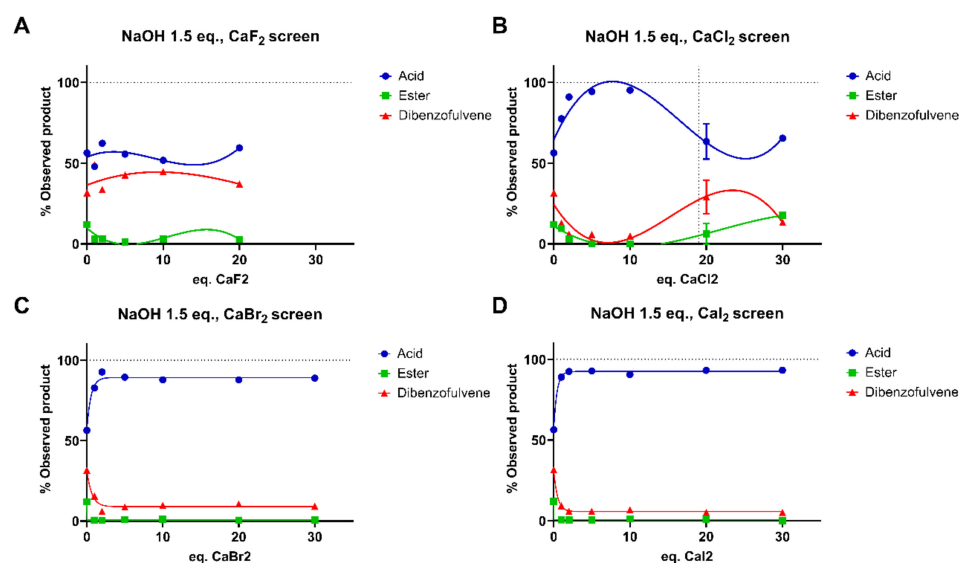 A
NaOH 1.5 eq., CaF2 screen
% Observed product
100
50
0
0
10
20
30
eq. CaF2
Acid
Ester
Dibenzofulvene
B
NaOH 1.5 eq., CaCl2 screen
% Observed product
100
50
0
0
10
20
30
eq. CaCl2
Acid
Ester
Dibenzofulvene
C
NaOH 1.5 eq., CaBr2 screen
% Observed product
100
50
0
0
10
20
30
eq. CaBr2
Acid
Ester
Dibenzofulvene
D
NaOH 1.5 eq., CaI2 screen
% Observed product
100
50
0
0
10
20
30
eq. CaI2
Acid
Ester
Dibenzofulvene